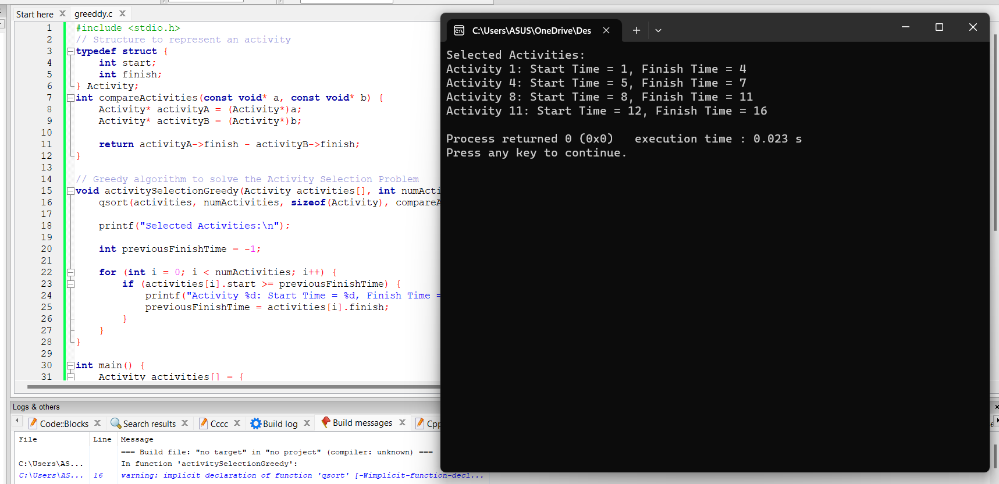 Start here
greeddy.c
1 #include <stdio.h>
2 // Structure to represent an activity
3 typedef struct {
4 int start;
5 int finish;
6 } Activity;
7 int compareActivities(const void* a, const void* b) {
8 Activity* activityA = (Activity*)a;
9 Activity* activityB = (Activity*)b;
10
11 return activityA->finish - activityB->finish;
12 }
13
14 // Greedy algorithm to solve the Activity Selection Problem
15 void activitySelectionGreedy(Activity activities[], int numActi
16 qsort(activities, numActivities, sizeof(Activity), compareA
17
18 printf("Selected Activities:\n");
19
20 int previousFinishTime = -1;
21
22 for (int i = 0; i < numActivities; i++) {
23 if (activities[i].start >= previousFinishTime) {
24 printf("Activity %d: Start Time = %d, Finish Time =
25 previousFinishTime = activities[i].finish;
26 }
27 }
28 }
29
30 int main() {
31 Activity activities[] = {
C:\Users\ASUS\OneDrive\Des
Selected Activities:
Activity 1: Start Time = 1, Finish Time = 4
Activity 4: Start Time = 5, Finish Time = 7
Activity 8: Start Time = 8, Finish Time = 11
Activity 11: Start Time = 12, Finish Time = 16
Process returned 0 (0x0) execution time : 0.023 s
Press any key to continue.
Logs & others
Code::Blocks
Search results
Cccc
Build log
Build messages
Cpp
File Line Message
=== Build file: "no target" in "no project" (compiler: unknown) ===
C:\Users\AS... In function 'activitySelectionGreedy':
C:\Users\AS... 16 warning: implicit declaration of function 'qsort' [-Wimplicit-function-decl...